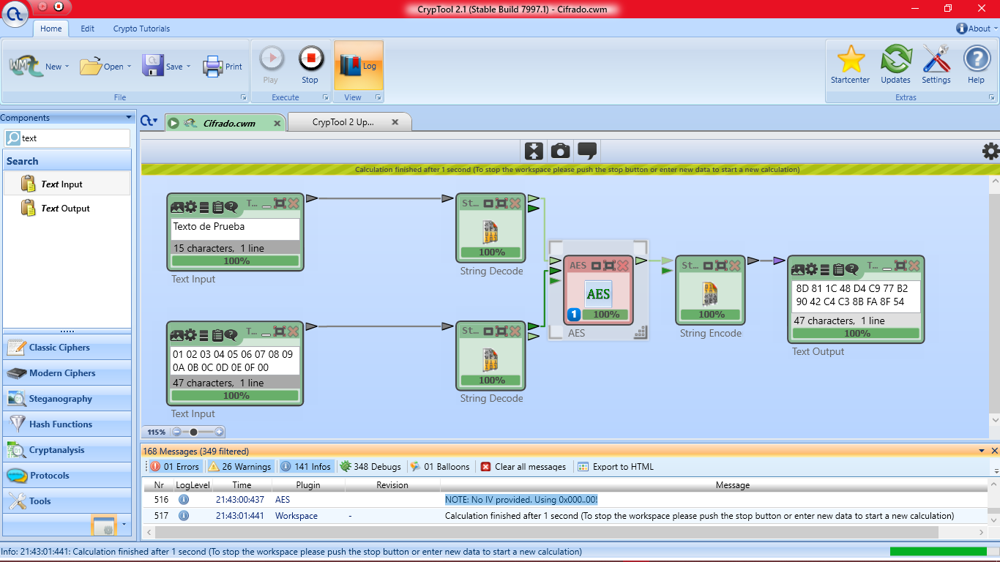 CrypTool 2.1 (Stable Build 7997.1) - Cifrado.cwm
Home Edit Crypto Tutorials About
New Open Save Print Play Stop Log Startcenter Updates Settings Help
File Execute View Extras
Components
text
Search
Text Input
Text Output
Classic Ciphers
Modern Ciphers
Steganography
Hash Functions
Cryptanalysis
Protocols
Tools
Cifrado.cwm CrypTool 2 Up...
Calculation finished after 1 second (To stop the workspace please push the stop button or enter new data to start a new calculation)
T...
Texto de Prueba
15 characters, 1 line
100%
Text Input
St...
100%
String Decode
T...
01 02 03 04 05 06 07 08 09
0A 0B 0C 0D 0E 0F 00
47 characters, 1 line
100%
Text Input
St...
100%
String Decode
AES
AES
1 100%
AES
St...
100%
String Encode
T...
8D 81 1C 48 D4 C9 77 B2
90 42 C4 C3 8B FA 8F 54
47 characters, 1 line
100%
Text Output
115%
168 Messages (349 filtered)
01 Errors 26 Warnings 141 Infos 348 Debugs 01 Balloons Clear all messages Export to HTML
Nr LogLevel Time Plugin Revision Message
516 21:43:00:437 AES NOTE: No IV provided. Using 0x000..00!
517 21:43:01:441 Workspace - Calculation finished after 1 second (To stop the workspace please push the stop button or enter new data to start a new calculation)
Info: 21:43:01:441: Calculation finished after 1 second (To stop the workspace please push the stop button or enter new data to start a new calculation)